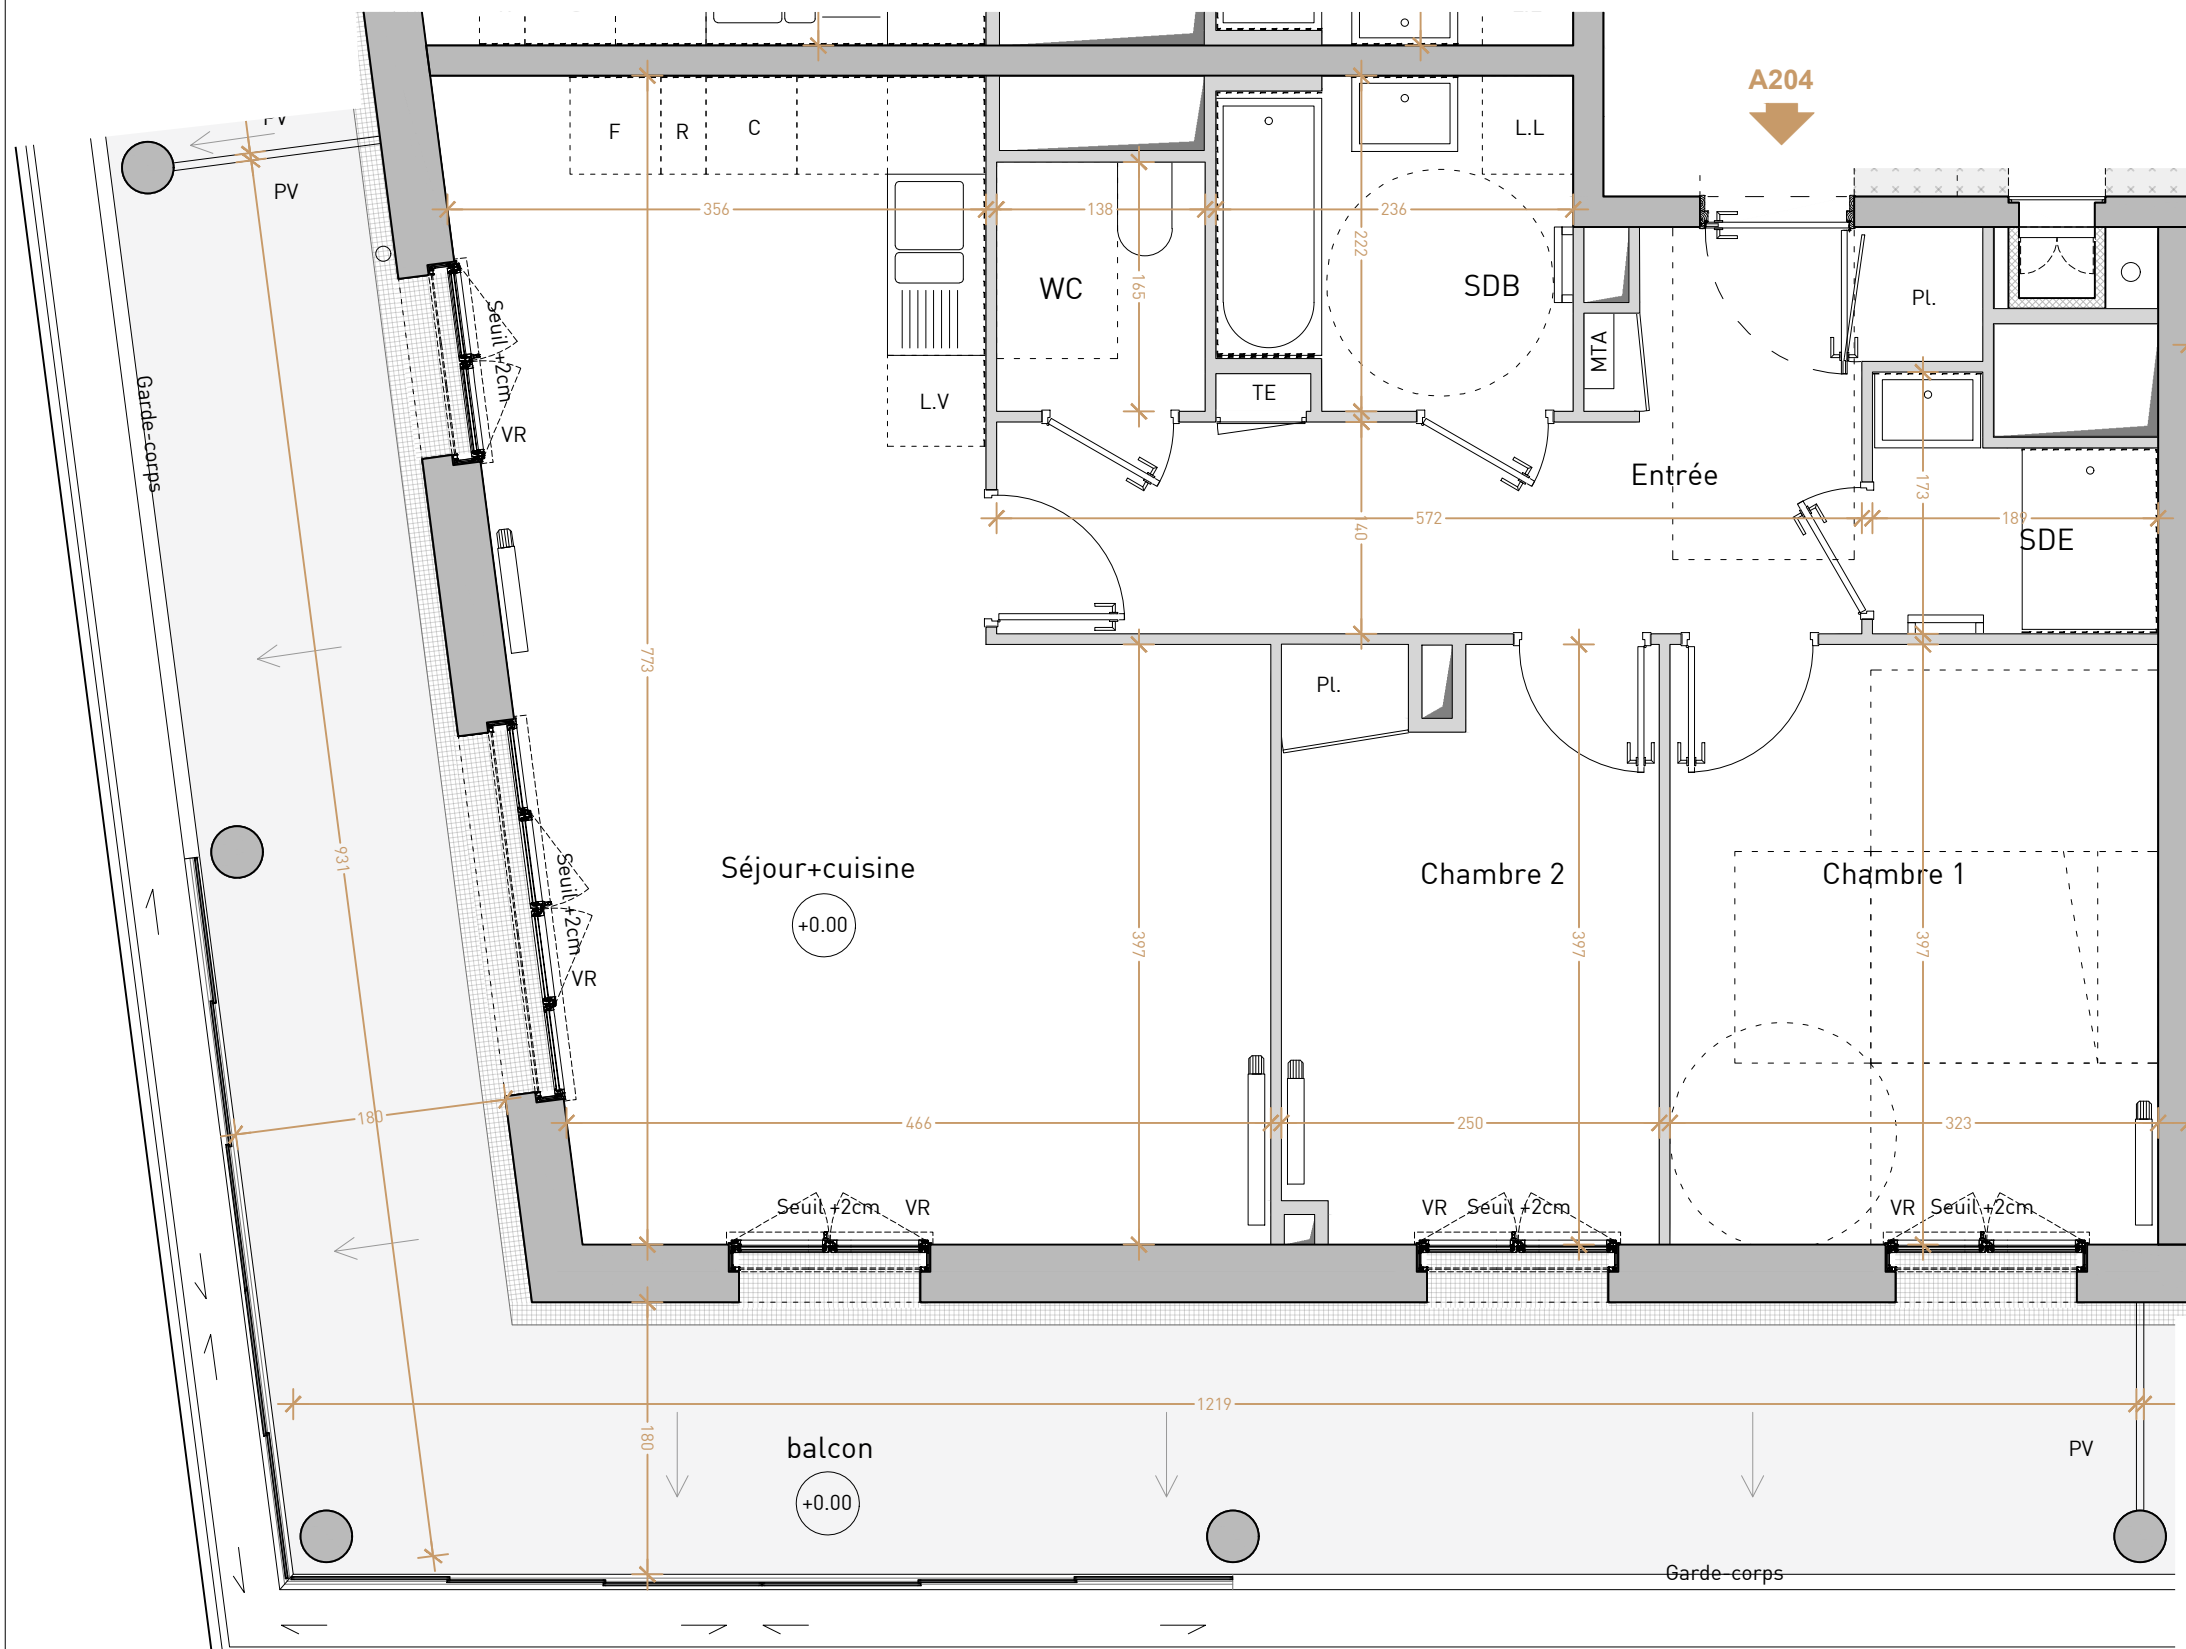 A204
PV
PV
F
R
C
L.L
356
138
236
222
165
WC
SDB
Pl.
MTA
TE
L.V
Seuil +2cm
VR
Garde-corps
Entrée
572
140
173
189
SDE
773
Pl.
931
Séjour+cuisine
+0.00
Chambre 2
Chambre 1
397
397
397
Seuil +2cm
VR
180
466
250
323
Seuil +2cm
VR
VR
Seuil +2cm
VR
Seuil +2cm
1219
180
balcon
+0.00
PV
Garde-corps